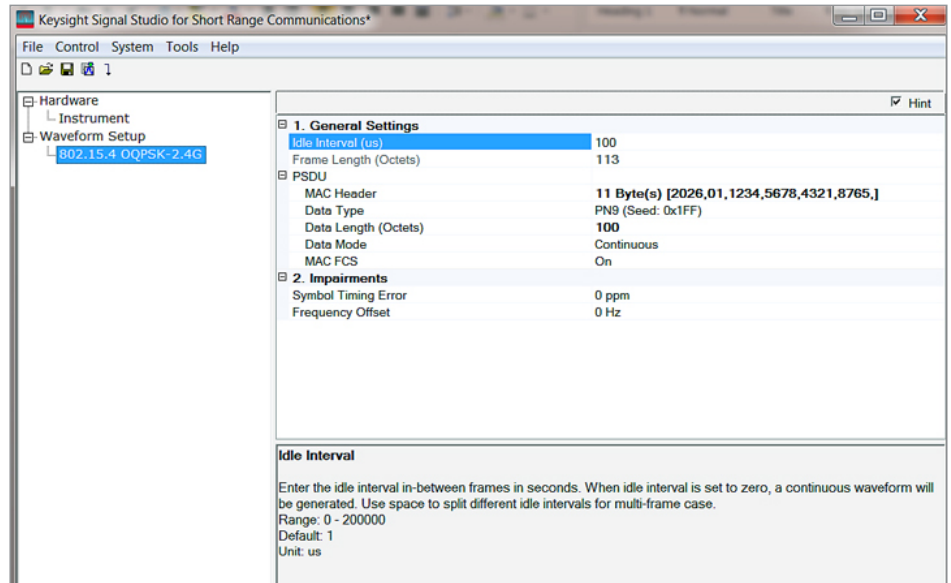 Keysight Signal Studio for Short Range Communications*
File Control System Tools Help
Hardware
Instrument
Waveform Setup
802.15.4 OQPSK-2.4G
Hint
1. General Settings
Idle Interval (us) 100
Frame Length (Octets) 113
PSDU
MAC Header 11 Byte(s) [2026,01,1234,5678,4321,8765,]
Data Type PN9 (Seed: 0x1FF)
Data Length (Octets) 100
Data Mode Continuous
MAC FCS On
2. Impairments
Symbol Timing Error 0 ppm
Frequency Offset 0 Hz
Idle Interval
Enter the idle interval in-between frames in seconds. When idle interval is set to zero, a continuous waveform will
be generated. Use space to split different idle intervals for multi-frame case.
Range: 0 - 200000
Default: 1
Unit: us